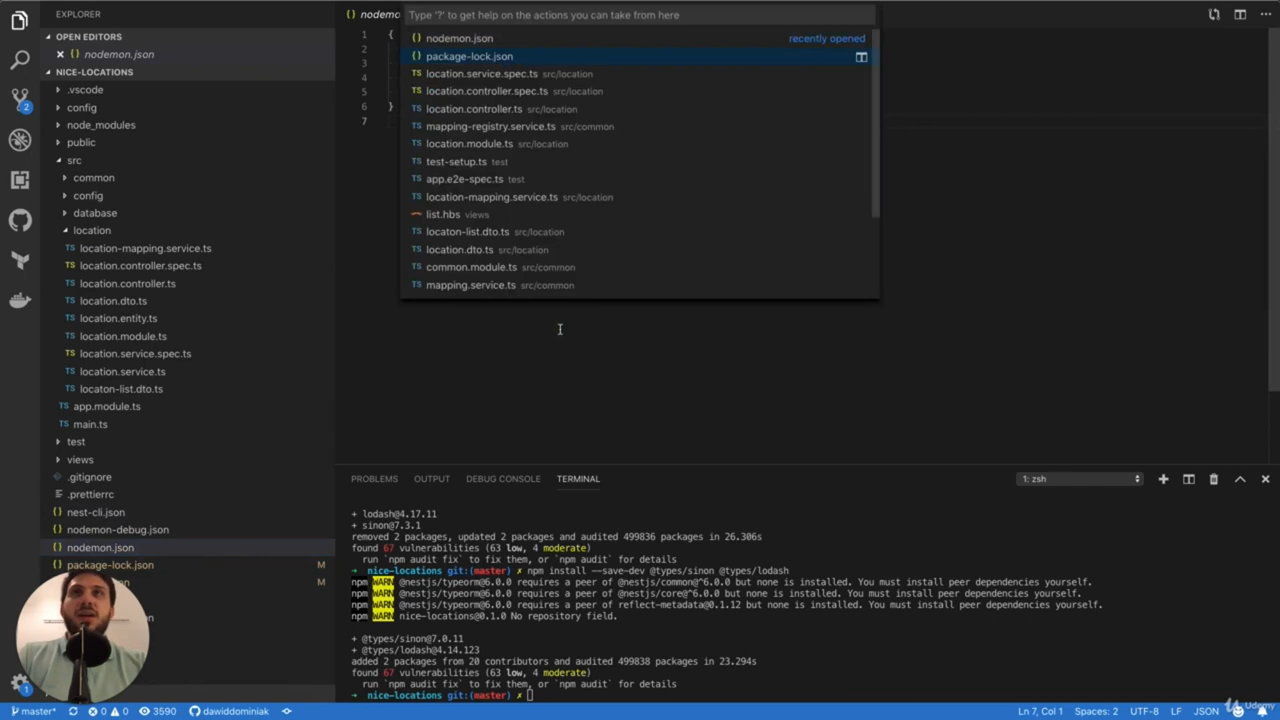 EXPLORER
OPEN EDITORS
nodemon.json
NICE-LOCATIONS
.vscode
config
node_modules
public
src
common
config
database
location
location-mapping.service.ts
location.controller.spec.ts
location.controller.ts
location.dto.ts
location.entity.ts
location.module.ts
location.service.spec.ts
location.service.ts
locaton-list.dto.ts
app.module.ts
main.ts
test
views
.gitignore
.prettierrc
nest-cli.json
nodemon-debug.json
nodemon.json
package-lock.json M
M
2
1
nodemo
1 {
2
3
4
5
6 }
7
Type '?' to get help on the actions you can take from here
nodemon.json recently opened
package-lock.json
location.service.spec.ts src/location
location.controller.spec.ts src/location
location.controller.ts src/location
mapping-registry.service.ts src/common
location.module.ts src/location
test-setup.ts test
app.e2e-spec.ts test
location-mapping.service.ts src/location
list.hbs views
locaton-list.dto.ts src/location
location.dto.ts src/location
common.module.ts src/common
mapping.service.ts src/common
PROBLEMS OUTPUT DEBUG CONSOLE TERMINAL 1: zsh
+ lodash@4.17.11
+ sinon@7.3.1
removed 2 packages, updated 2 packages and audited 499836 packages in 26.306s
found 67 vulnerabilities (63 low, 4 moderate)
run `npm audit fix` to fix them, or `npm audit` for details
➜ nice-locations git:(master) ✗ npm install --save-dev @types/sinon @types/lodash
npm WARN @nestjs/typeorm@6.0.0 requires a peer of @nestjs/common@^6.0.0 but none is installed. You must install peer dependencies yourself.
npm WARN @nestjs/typeorm@6.0.0 requires a peer of @nestjs/core@^6.0.0 but none is installed. You must install peer dependencies yourself.
npm WARN @nestjs/typeorm@6.0.0 requires a peer of reflect-metadata@0.1.12 but none is installed. You must install peer dependencies yourself.
npm WARN nice-locations@0.1.0 No repository field.
+ @types/sinon@7.0.11
+ @types/lodash@4.14.123
added 2 packages from 20 contributors and audited 499838 packages in 23.294s
found 67 vulnerabilities (63 low, 4 moderate)
run `npm audit fix` to fix them, or `npm audit` for details
➜ nice-locations git:(master) ✗
master* 0 0 3590 dawiddominiak Ln 7, Col 1 Spaces: 2 UTF-8 LF JSON
Udemy